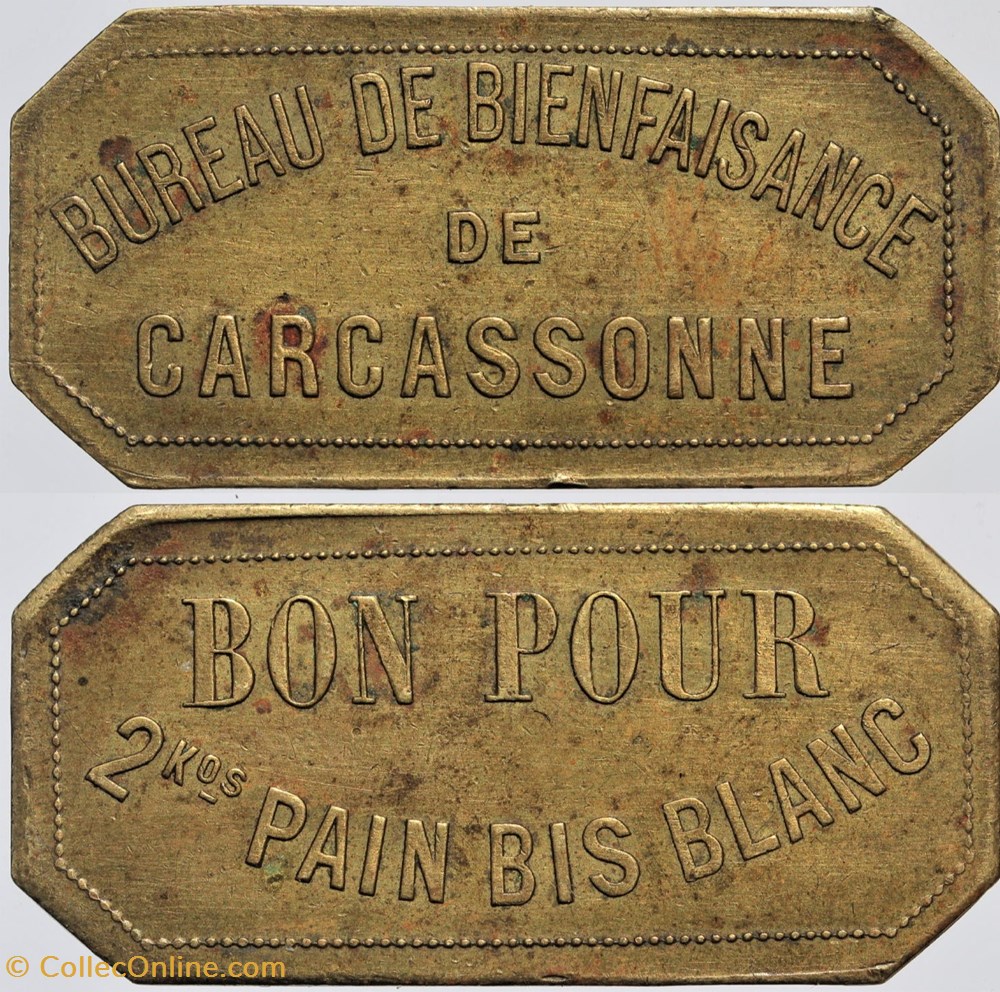 BUREAU DE BIENFAISANCE
DE
CARCASSONNE
BON POUR
2 KOS PAIN BIS BLANC
© CollecOnline.com